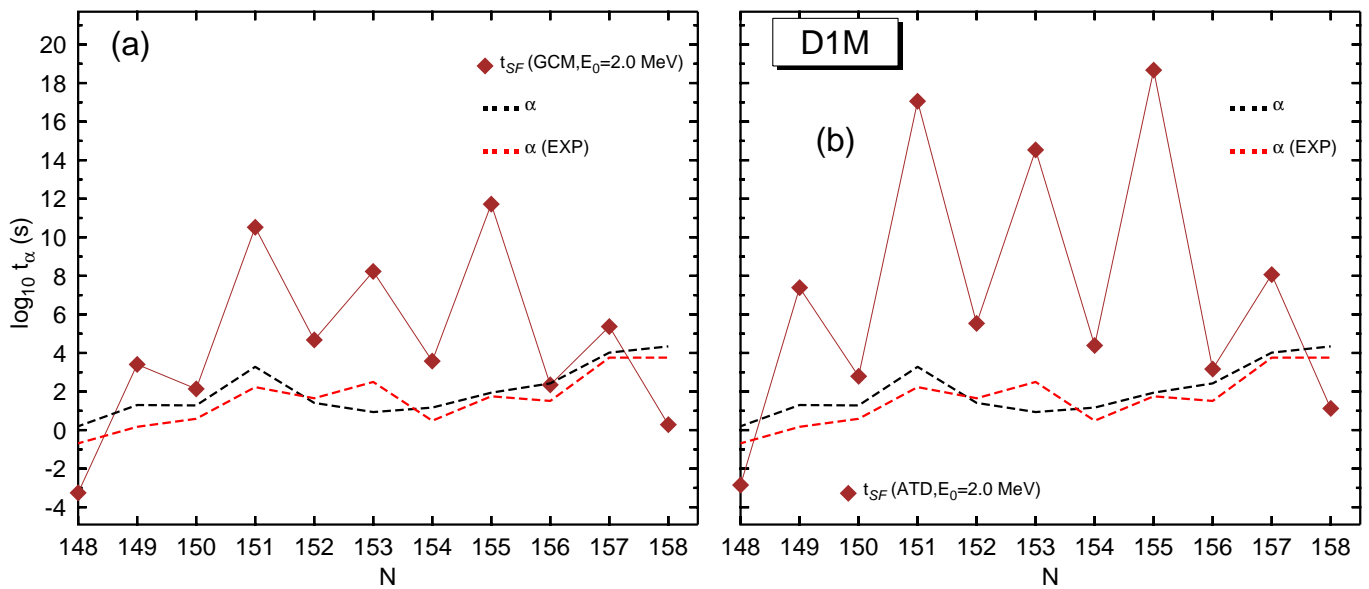 (a)
t_SF (GCM,E_0=2.0 MeV)
α
α (EXP)
20
18
16
14
12
10
8
6
4
2
0
-2
-4
log_10 t_α (s)
148 149 150 151 152 153 154 155 156 157 158
N
D1M
(b)
α
α (EXP)
t_SF (ATD,E_0=2.0 MeV)
148 149 150 151 152 153 154 155 156 157 158
N